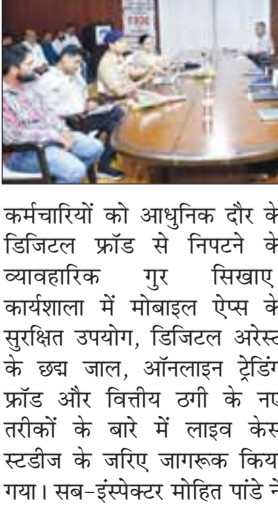 1930
कर्मचारियों को आधुनिक दौर के
डिजिटल फ्रॉड से निपटने के
व्यावहारिक गुर सिखाए
कार्यशाला में मोबाइल ऐप्स के
सुरक्षित उपयोग, डिजिटल अरेस्ट
के छद्म जाल, ऑनलाइन ट्रेडिंग
फ्रॉड और वित्तीय ठगी के नए
तरीकों के बारे में लाइव केस
स्टडीज के जरिए जागरूक किया
गया। सब-इंस्पेक्टर मोहित पांडे ने